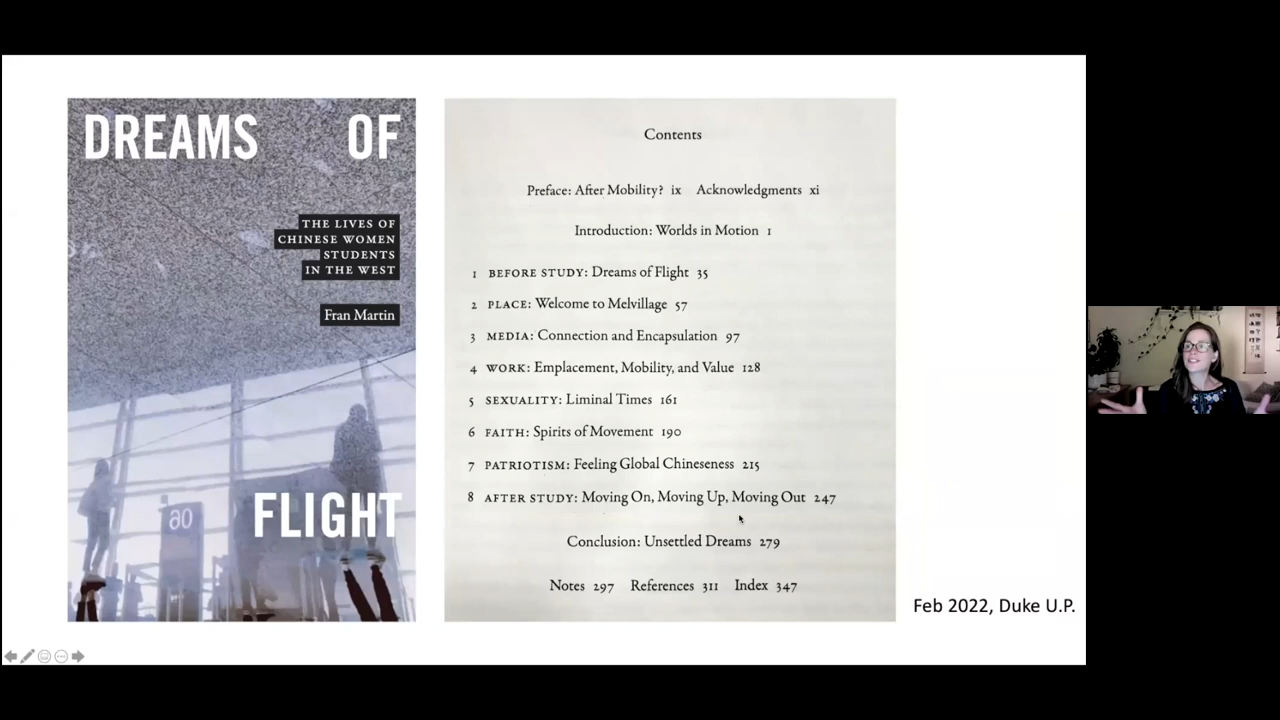 DREAMS OF
THE LIVES OF
CHINESE WOMEN
STUDENTS
IN THE WEST
Fran Martin
60
FLIGHT
Contents
Preface: After Mobility? ix Acknowledgments xi
Introduction: Worlds in Motion 1
1 BEFORE STUDY: Dreams of Flight 35
2 PLACE: Welcome to Melvillage 57
3 MEDIA: Connection and Encapsulation 97
4 WORK: Emplacement, Mobility, and Value 128
5 SEXUALITY: Liminal Times 161
6 FAITH: Spirits of Movement 190
7 PATRIOTISM: Feeling Global Chineseness 215
8 AFTER STUDY: Moving On, Moving Up, Moving Out 247
Conclusion: Unsettled Dreams 279
Notes 297 References 311 Index 347
Feb 2022, Duke U.P.